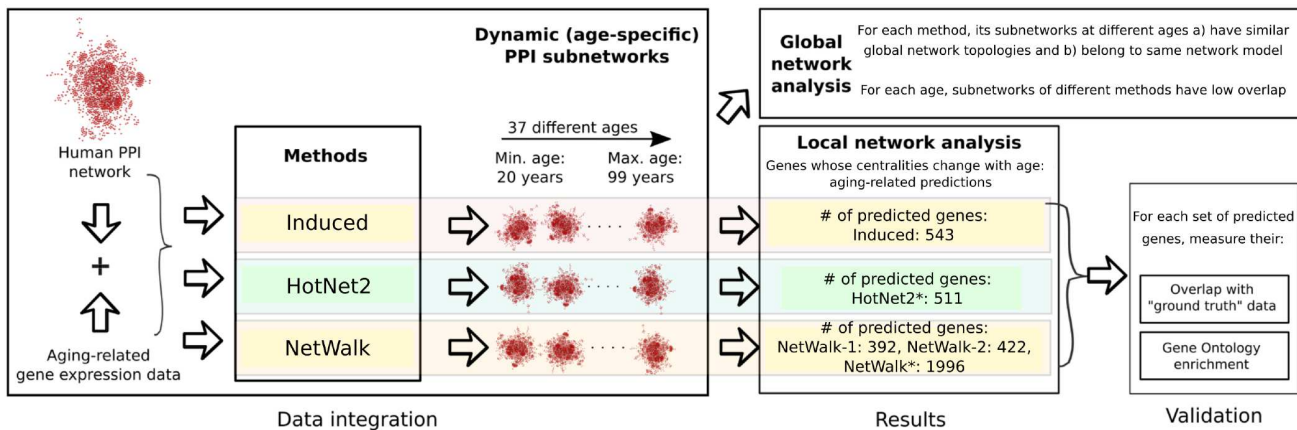 Human PPI
network
+
Aging-related
gene expression data
Methods
Induced
HotNet2
NetWalk
Dynamic (age-specific)
PPI subnetworks
37 different ages
Min. age:
20 years
Max. age:
99 years
. . . .
. . . .
. . . .
Data integration
Global
network
analysis
For each method, its subnetworks at different ages a) have similar
global network topologies and b) belong to same network model
For each age, subnetworks of different methods have low overlap
Local network analysis
Genes whose centralities change with age:
aging-related predictions
# of predicted genes:
Induced: 543
# of predicted genes:
HotNet2*: 511
# of predicted genes:
NetWalk-1: 392, NetWalk-2: 422,
NetWalk*: 1996
Results
For each set of predicted
genes, measure their:
Overlap with
"ground truth" data
Gene Ontology
enrichment
Validation